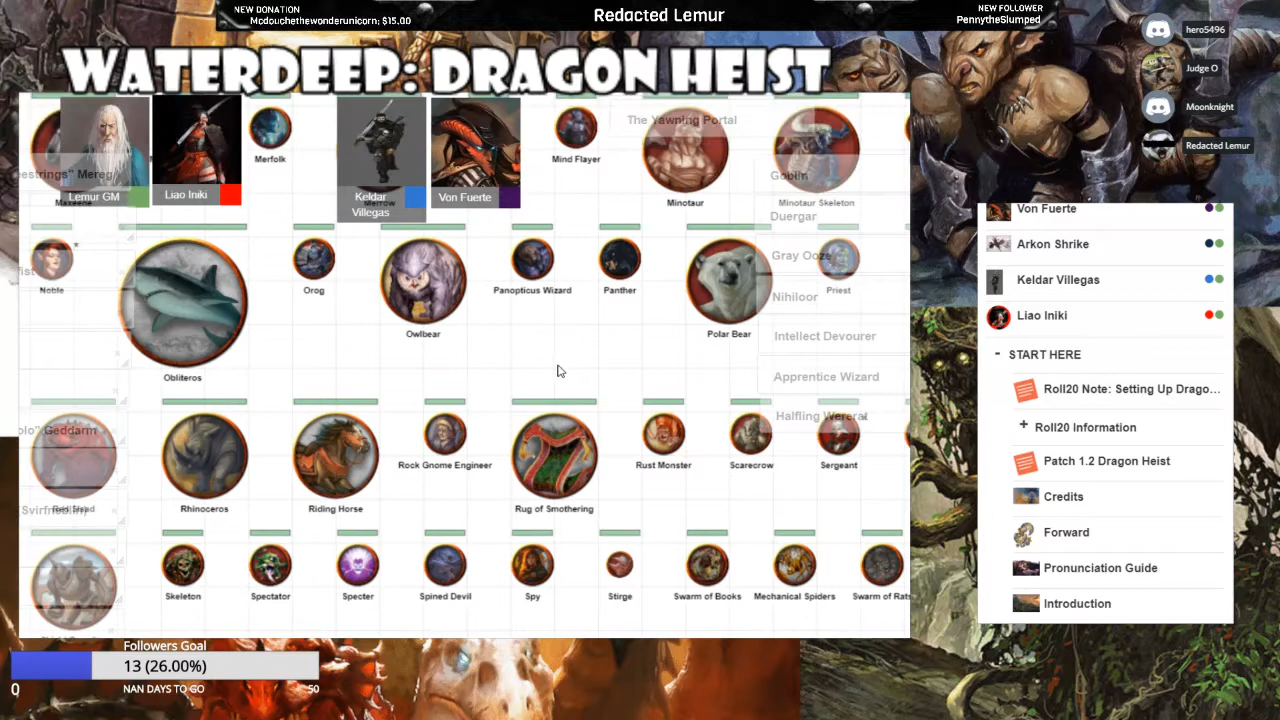 NEW DONATION
Mcdouchethewonderunicorn; $15.00
Redacted Lemur
NEW FOLLOWER
PennytheSlumped
WATERDEEP: DRAGON HEIST
hero5496
Judge O
Moonknight
Redacted Lemur
Lemur GM
Liao Iniki
Merfolk
Keldar
Villegas
Von Fuerte
Mind Flayer
The Yawning Portal
Minotaur
Minotaur Skeleton
Goblin
Duergar
Gray Ooze
Nihiloor
Intellect Devourer
Apprentice Wizard
Halfling Wererat
Noble
Obliteros
Orog
Owlbear
Panopticus Wizard
Panther
Polar Bear
Priest
Rhinoceros
Riding Horse
Rock Gnome Engineer
Rug of Smothering
Rust Monster
Scarecrow
Sergeant
Skeleton
Spectator
Specter
Spined Devil
Spy
Stirge
Swarm of Books
Mechanical Spiders
Swarm of Rats
Von Fuerte
Arkon Shrike
Keldar Villegas
Liao Iniki
- START HERE
Roll20 Note: Setting Up Drago...
+ Roll20 Information
Patch 1.2 Dragon Heist
Credits
Forward
Pronunciation Guide
Introduction
Followers Goal
13 (26.00%)
0
NAN DAYS TO GO
50